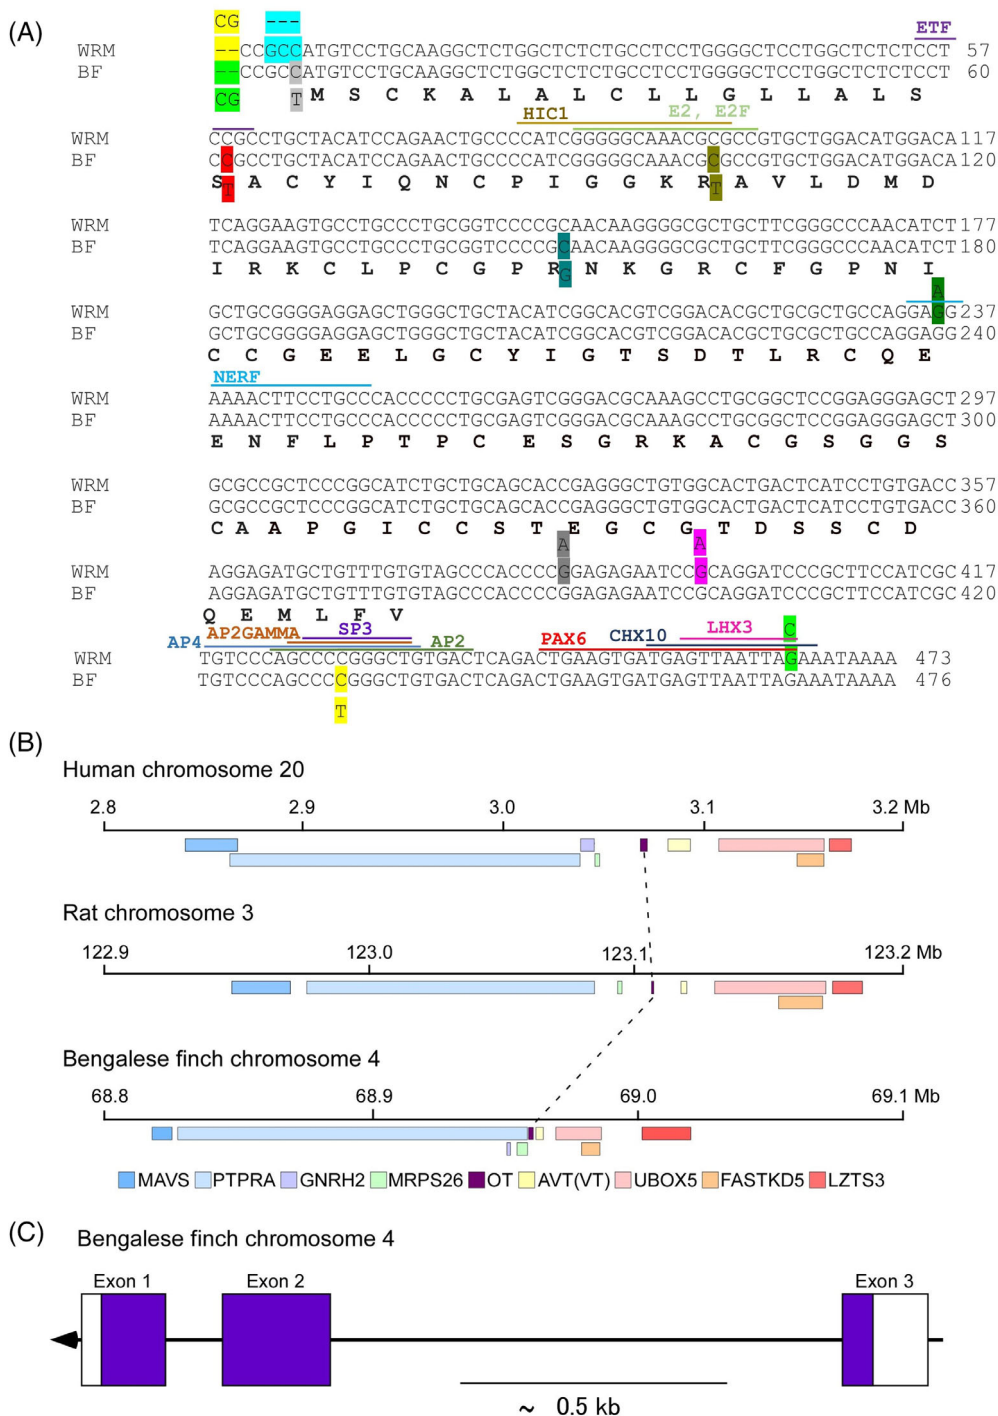 (A)
CG ---
ETF
WRM --CCGCCATGTCCTGCAAGGCTCTGGCTCTCTGCCTCCTGGGGCTCCTGGCTCTCTCCT 57
BF --CCGCCATGTCCTGCAAGGCTCTGGCTCTCTGCCTCCTGGGGCTCCTGGCTCTCTCCT 60
CG T M S C K A L A L C L L G L L A L S
HIC1 E2, E2F
WRM CCGCCTGCTACATCCAGAACTGCCCCATCGGGGGCAAACGCGCCGTGCTGGACATGGACA 117
BF CCGCCTGCTACATCCAGAACTGCCCCATCGGGGGCAAACGCGCCGTGCTGGACATGGACA 120
S T A C Y I Q N C P I G G K R T A V L D M D
WRM TCAGGAAGTGCCTGCCCTGCGGTCCCCGCAACAAGGGGCGCTGCTTCGGGCCCAACATCT 177
BF TCAGGAAGTGCCTGCCCTGCGGTCCCCGCAACAAGGGGCGCTGCTTCGGGCCCAACATCT 180
I R K C L P C G P R G N K G R C F G P N I
A
WRM GCTGCGGGGAGGAGCTGGGCTGCTACATCGGCACGTCGGACACGCTGCGCTGCCAGGAGG 237
BF GCTGCGGGGAGGAGCTGGGCTGCTACATCGGCACGTCGGACACGCTGCGCTGCCAGGAGG 240
C C G E E L G C Y I G T S D T L R C Q E
NERF
WRM AAAACTTCCTGCCCACCCCCTGCGAGTCGGGACGCAAAGCCTGCGGCTCCGGAGGGAGCT 297
BF AAAACTTCCTGCCCACCCCCTGCGAGTCGGGACGCAAAGCCTGCGGCTCCGGAGGGAGCT 300
E N F L P T P C E S G R K A C G S G G S
WRM GCGCCGCTCCCGGCATCTGCTGCAGCACCGAGGGCTGTGGCACTGACTCATCCTGTGACC 357
BF GCGCCGCTCCCGGCATCTGCTGCAGCACCGAGGGCTGTGGCACTGACTCATCCTGTGACC 360
C A A P G I C C S T E G C G T D S S C D
A A
WRM AGGAGATGCTGTTTGTGTAGCCCACCCCGGAGAGAATCCGCAGGATCCCGCTTCCATCGC 417
BF AGGAGATGCTGTTTGTGTAGCCCACCCCGGAGAGAATCCGCAGGATCCCGCTTCCATCGC 420
Q E M L F V
AP4 AP2GAMMA SP3 AP2 PAX6 CHX10 LHX3 C
WRM TGTCCCAGCCCCGGGCTGTGACTCAGACTGAAGTGATGAGTTAATTAGAAATAAAA 473
BF TGTCCCAGCCCCGGGCTGTGACTCAGACTGAAGTGATGAGTTAATTAGAAATAAAA 476
T
(B)
Human chromosome 20
2.8 2.9 3.0 3.1 3.2 Mb
Rat chromosome 3
122.9 123.0 123.1 123.2 Mb
Bengalese finch chromosome 4
68.8 68.9 69.0 69.1 Mb
MAVS PTPRA GNRH2 MRPS26 OT AVT(VT) UBOX5 FASTKD5 LZTS3
(C)
Bengalese finch chromosome 4
Exon 1 Exon 2 Exon 3
~ 0.5 kb